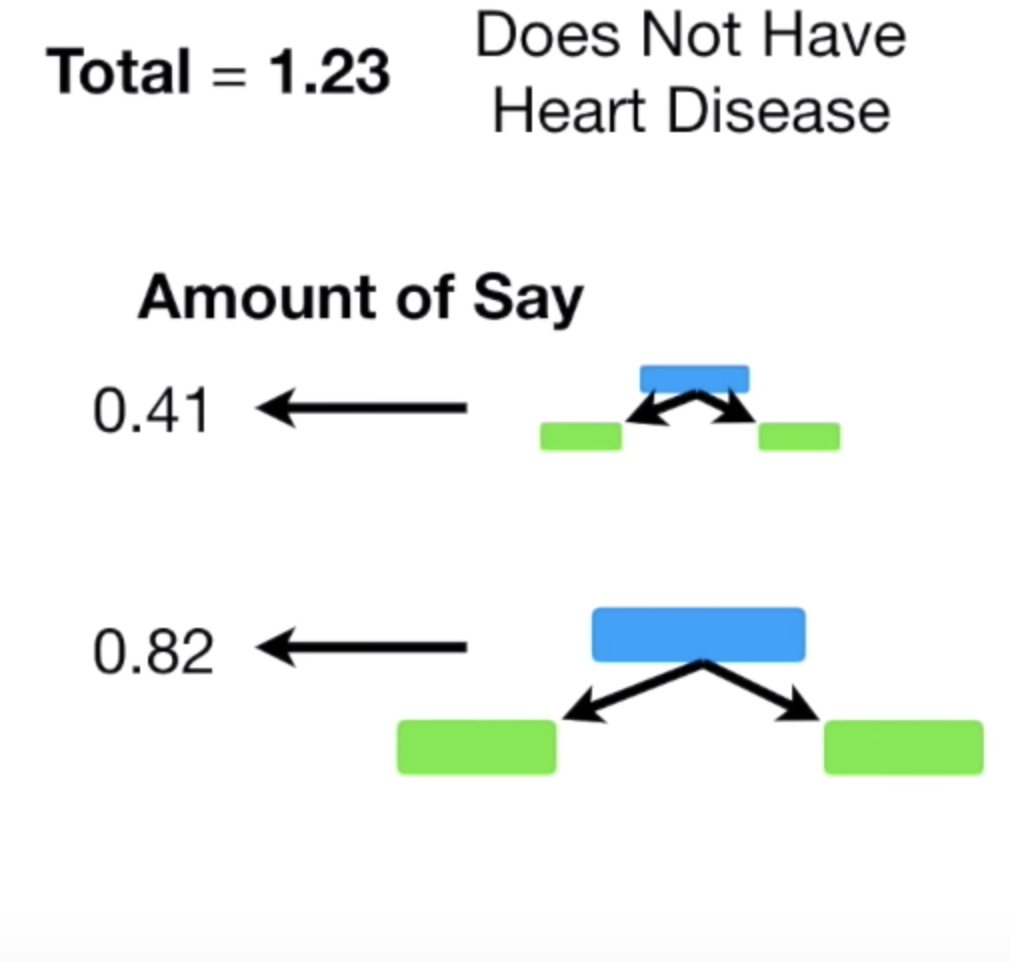 Total = 1.23
Does Not Have
Heart Disease
Amount of Say
0.41
0.82